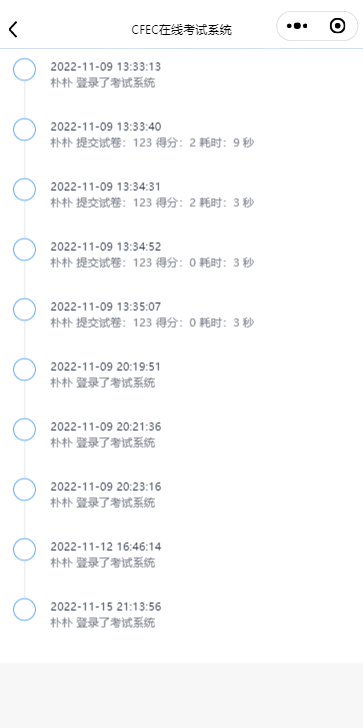 CFEC在线考试系统
2022-11-09 13:33:13
朴朴 登录了考试系统
2022-11-09 13:33:40
朴朴 提交试卷：123 得分：2 耗时：9 秒
2022-11-09 13:34:31
朴朴 提交试卷：123 得分：2 耗时：3 秒
2022-11-09 13:34:52
朴朴 提交试卷：123 得分：0 耗时：3 秒
2022-11-09 13:35:07
朴朴 提交试卷：123 得分：0 耗时：3 秒
2022-11-09 20:19:51
朴朴 登录了考试系统
2022-11-09 20:21:36
朴朴 登录了考试系统
2022-11-09 20:23:16
朴朴 登录了考试系统
2022-11-12 16:46:14
朴朴 登录了考试系统
2022-11-15 21:13:56
朴朴 登录了考试系统